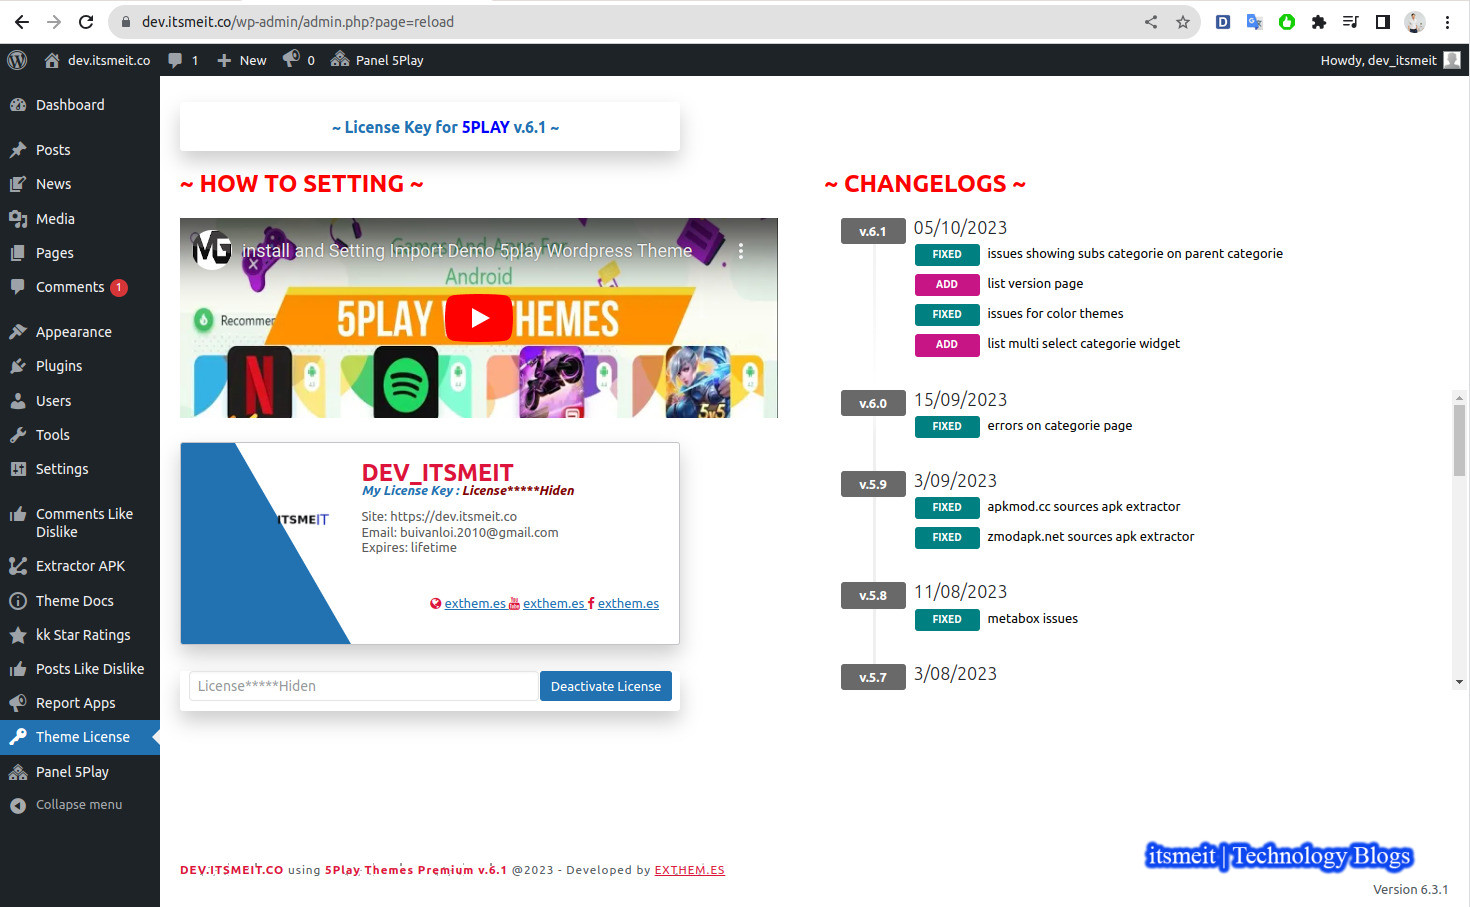 dev.itsmeit.co/wp-admin/admin.php?page=reload
dev.itsmeit.co
1
New
0
Panel 5Play
Howdy, dev_itsmeit
Dashboard
Posts
News
Media
Pages
Comments 1
Appearance
Plugins
Users
Tools
Settings
Comments Like
Dislike
Extractor APK
Theme Docs
kk Star Ratings
Posts Like Dislike
Report Apps
Theme License
Panel 5Play
Collapse menu
~ License Key for 5PLAY v.6.1 ~
~ HOW TO SETTING ~
install and Setting Import Demo 5play Wordpress Theme
Games And Apps For
Android
Recommer
5PLAY W THEMES
5v5
DEV_ITSMEIT
My License Key : License*****Hiden
ITSMEIT
Site: https://dev.itsmeit.co
Email: buivanloi.2010@gmail.com
Expires: lifetime
exthem.es exthem.es exthem.es
License*****Hiden
Deactivate License
~ CHANGELOGS ~
v.6.1 05/10/2023
FIXED issues showing subs categorie on parent categorie
ADD list version page
FIXED issues for color themes
ADD list multi select categorie widget
v.6.0 15/09/2023
FIXED errors on categorie page
v.5.9 3/09/2023
FIXED apkmod.cc sources apk extractor
FIXED zmodapk.net sources apk extractor
v.5.8 11/08/2023
FIXED metabox issues
v.5.7 3/08/2023
DEV.ITSMEIT.CO using 5Play Themes Premium v.6.1 @2023 - Developed by EXTHEM.ES
itsmeit | Technology Blogs
Version 6.3.1